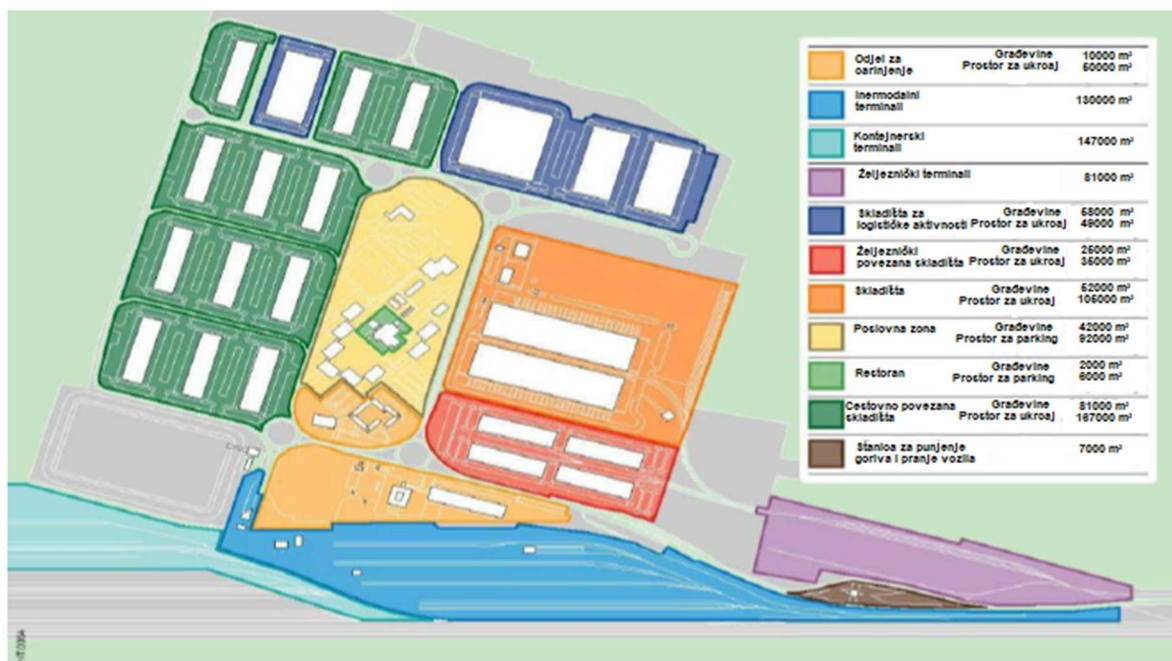 Odjel za Građevine 10000 m²
oarinjenje Prostor za ukroaj 60000 m²
Inermodalni
terminali 130000 m²
Kontejnerski
terminali 147000 m²
Željeznički terminali 81000 m²
Skladišta za Građevine 58000 m²
logističke aktivnosti Prostor za ukroaj 49000 m²
Željeznički Građevine 25000 m²
povezana skladišta Prostor za ukroaj 35000 m²
Skladišta Građevine 52000 m²
Prostor za ukroaj 105000 m²
Poslovna zona Građevine 42000 m²
Prostor za parking 92000 m²
Restoran Građevine 2000 m²
Prostor za parking 6000 m²
Cestovno povezana Građevine 81000 m²
skladišta Prostor za ukroaj 167000 m²
Stanica za punjenje 7000 m²
goriva i pranje vozila